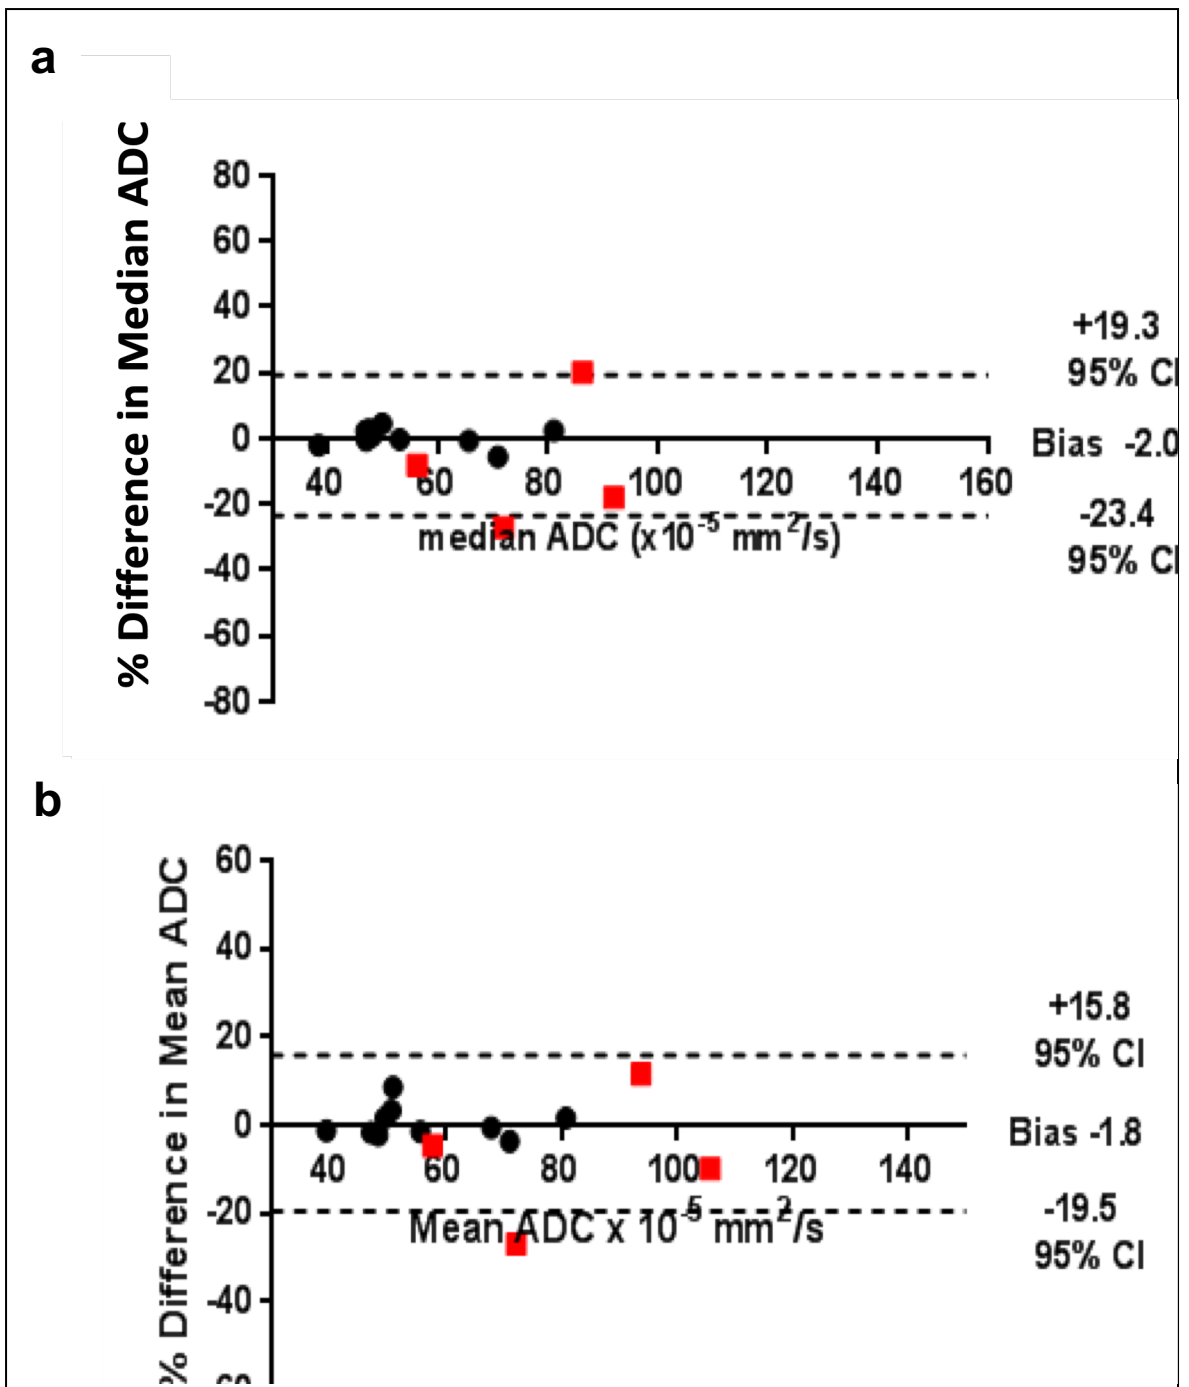 a
% Difference in Median ADC
80
60
40
20
0
-20
-40
-60
-80
40 60 80 100 120 140 160
median ADC (x10-5 mm2/s)
+19.3
95% CI
Bias -2.0
-23.4
95% CI
b
% Difference in Mean ADC
60
40
20
0
-20
-40
40 60 80 100 120 140
Mean ADC x 10-5 mm2/s
+15.8
95% CI
Bias -1.8
-19.5
95% CI